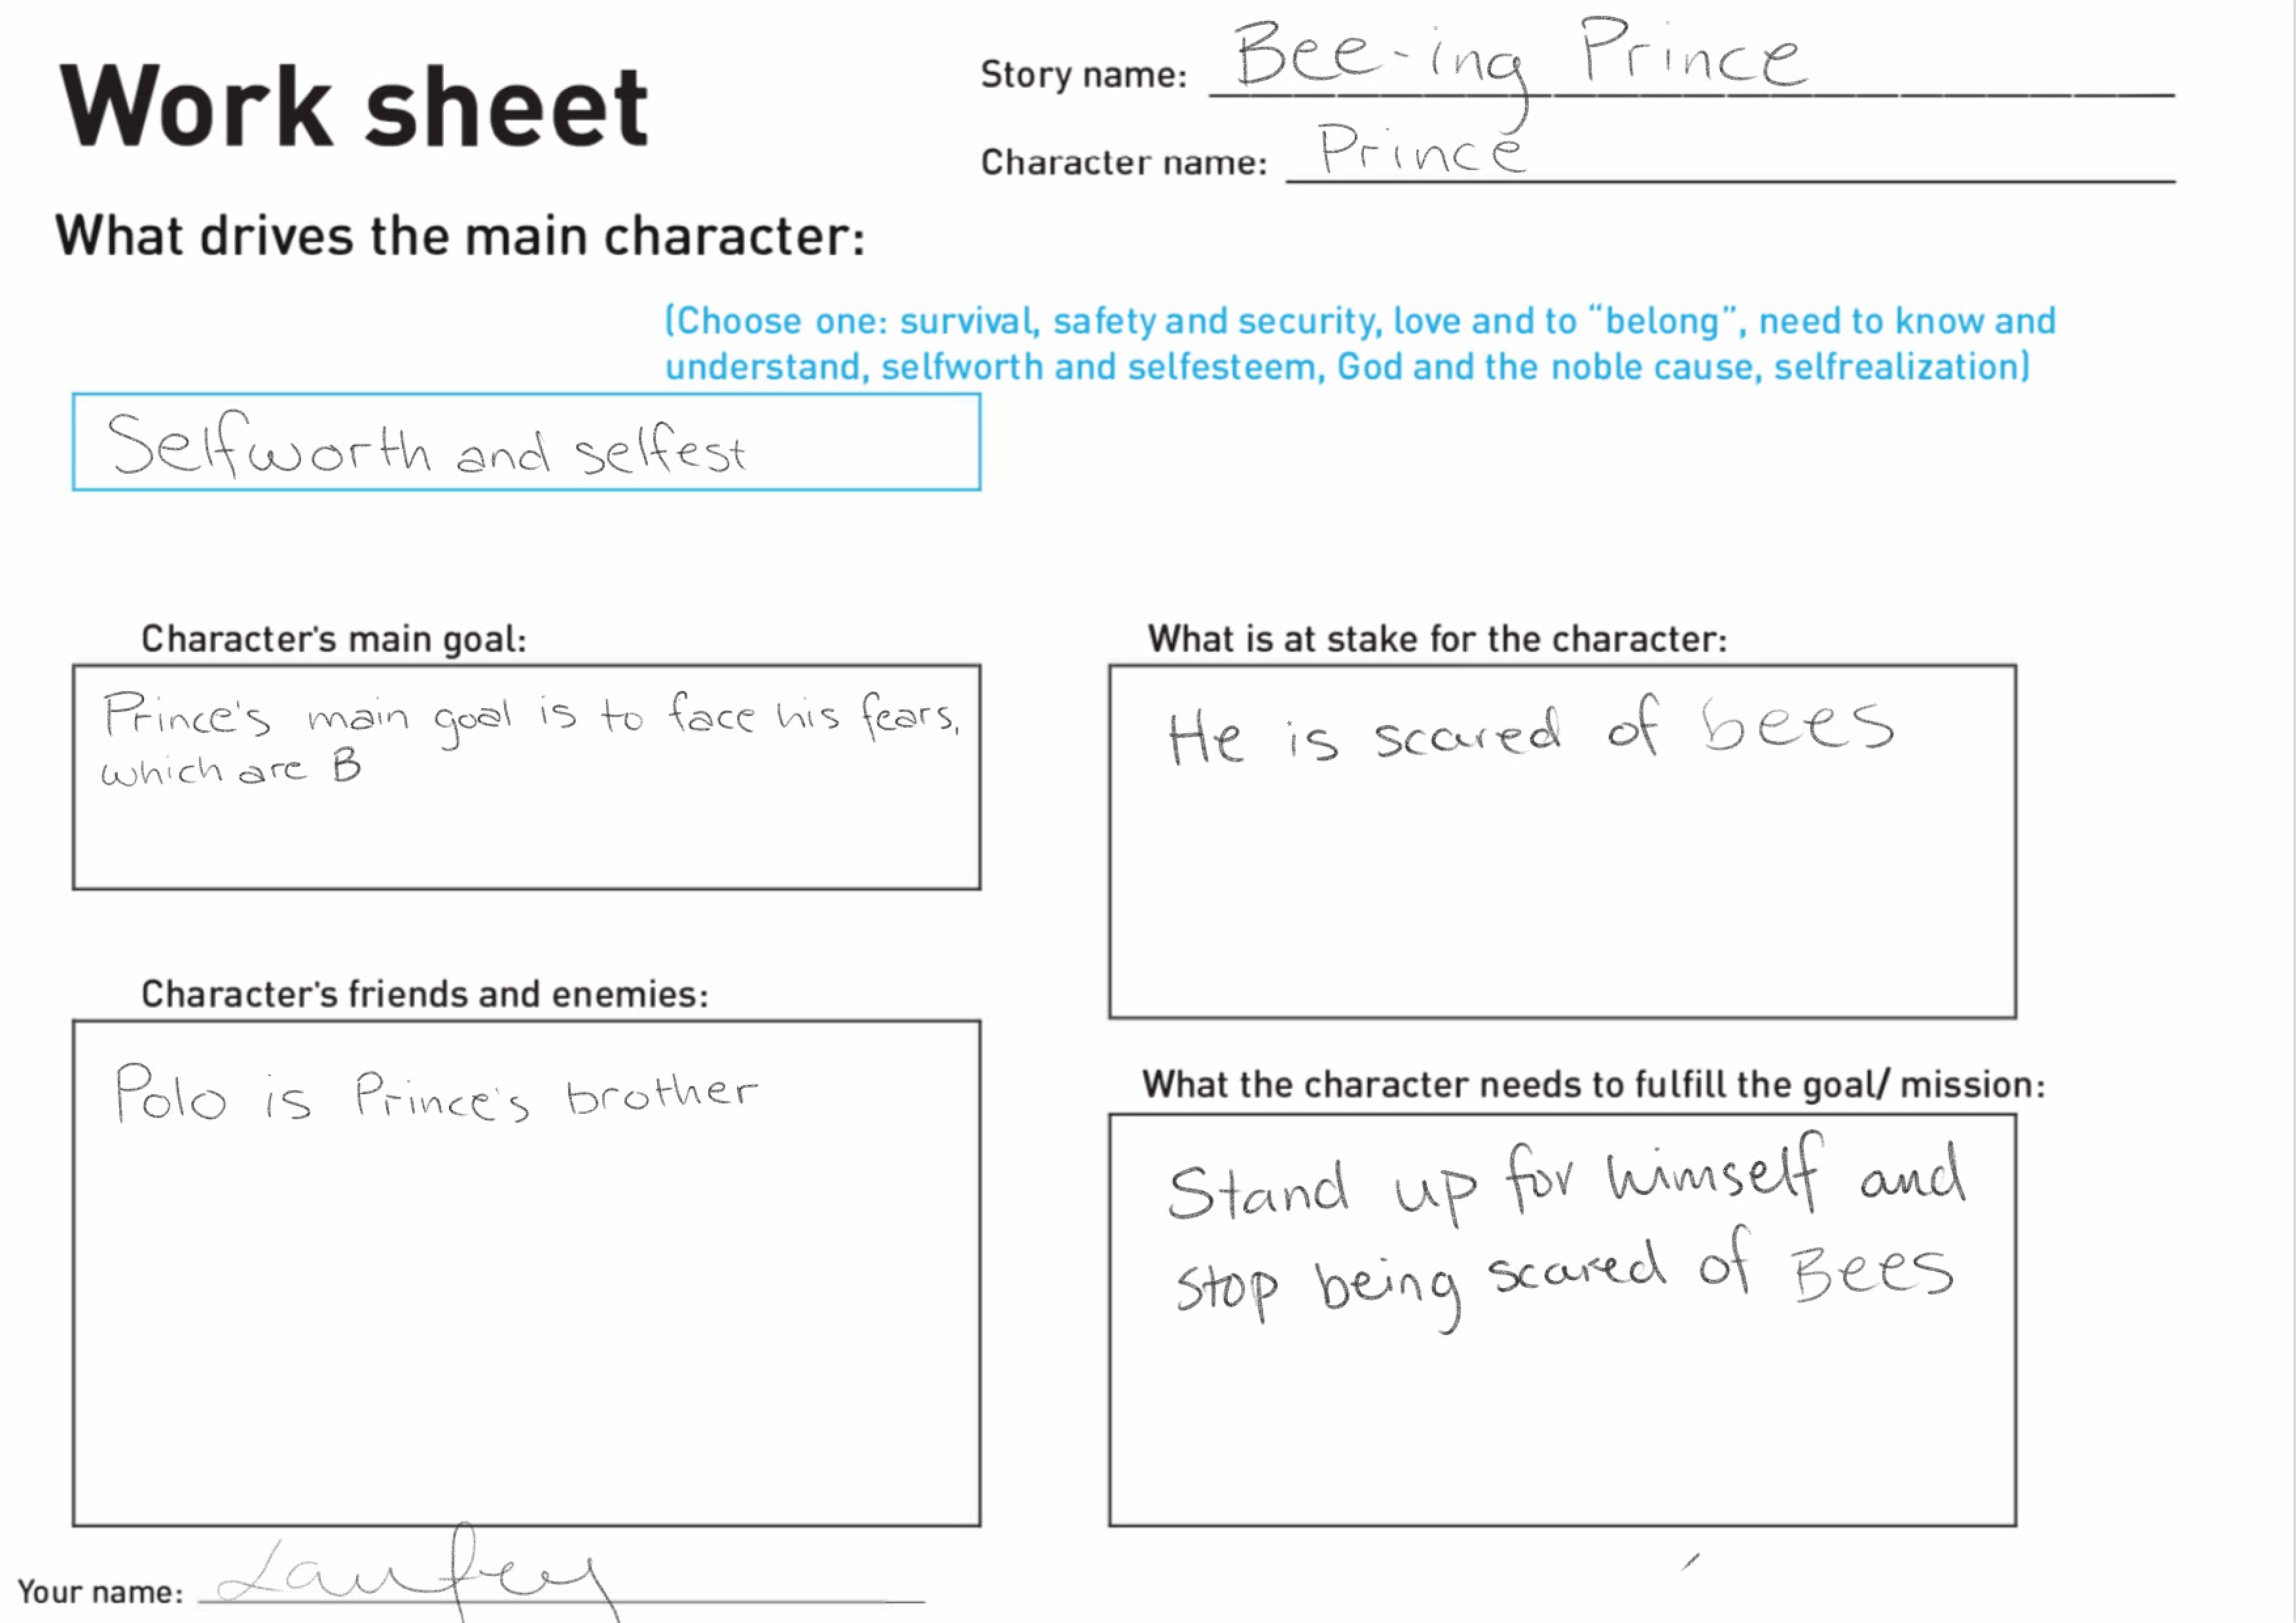 Work sheet
Story name: Bee-ing Prince
Character name: Prince
What drives the main character:
(Choose one: survival, safety and security, love and to “belong”, need to know and
understand, selfworth and selfesteem, God and the noble cause, selfrealization)
Selfworth and selfest
Character's main goal:
Prince's main goal is to face his fears,
which are B
What is at stake for the character:
He is scared of bees
Character's friends and enemies:
Polo is Prince's brother
What the character needs to fulfill the goal/ mission:
Stand up for himself and
stop being scared of Bees
Your name: Laufey